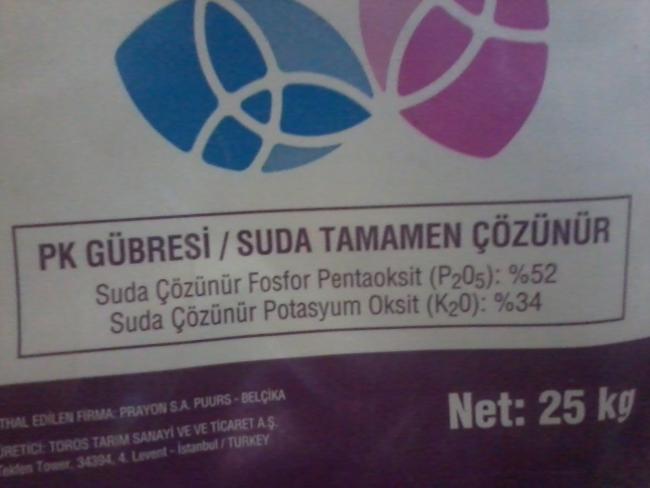 PK GÜBRESİ / SUDA TAMAMEN ÇÖZÜNÜR
Suda Çözünür Fosfor Pentaoksit (P₂O₅): %52
Suda Çözünür Potasyum Oksit (K₂O): %34
THAL EDİLEN FİRMA: PRAYON S.A. PUURS - BELÇİKA
Net: 25 kg
ÜRETİCİ: TOROS TARIM SANAYİ VE VE TİCARET A.Ş.
Tekfen Tower, 34394, 4. Levent - İstanbul / TURKEY